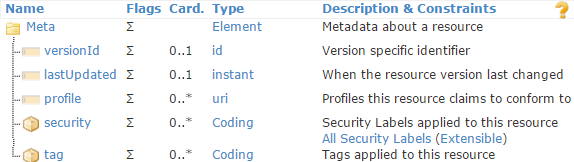 Name Flags Card. Type Description & Constraints ?
Meta Σ Element Metadata about a resource
versionId Σ 0..1 id Version specific identifier
lastUpdated Σ 0..1 instant When the resource version last changed
profile Σ 0..* uri Profiles this resource claims to conform to
security Σ 0..* Coding Security Labels applied to this resource
All Security Labels (Extensible)
tag Σ 0..* Coding Tags applied to this resource